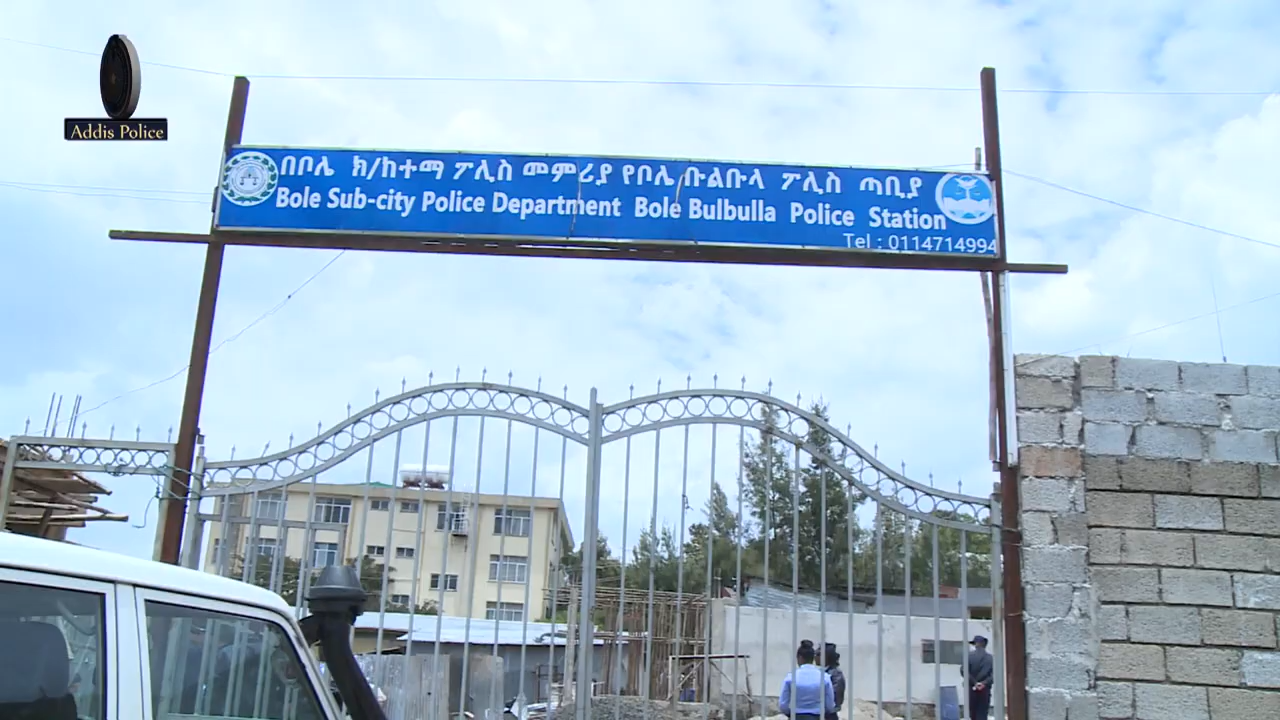 Addis Police
በቦሌ ክ/ከተማ ፖሊስ መምሪያ የቦሌ ቡልቡላ ፖሊስ ጣቢያ
Bole Sub-city Police Department Bole Bulbulla Police Station
Tel : 0114714994